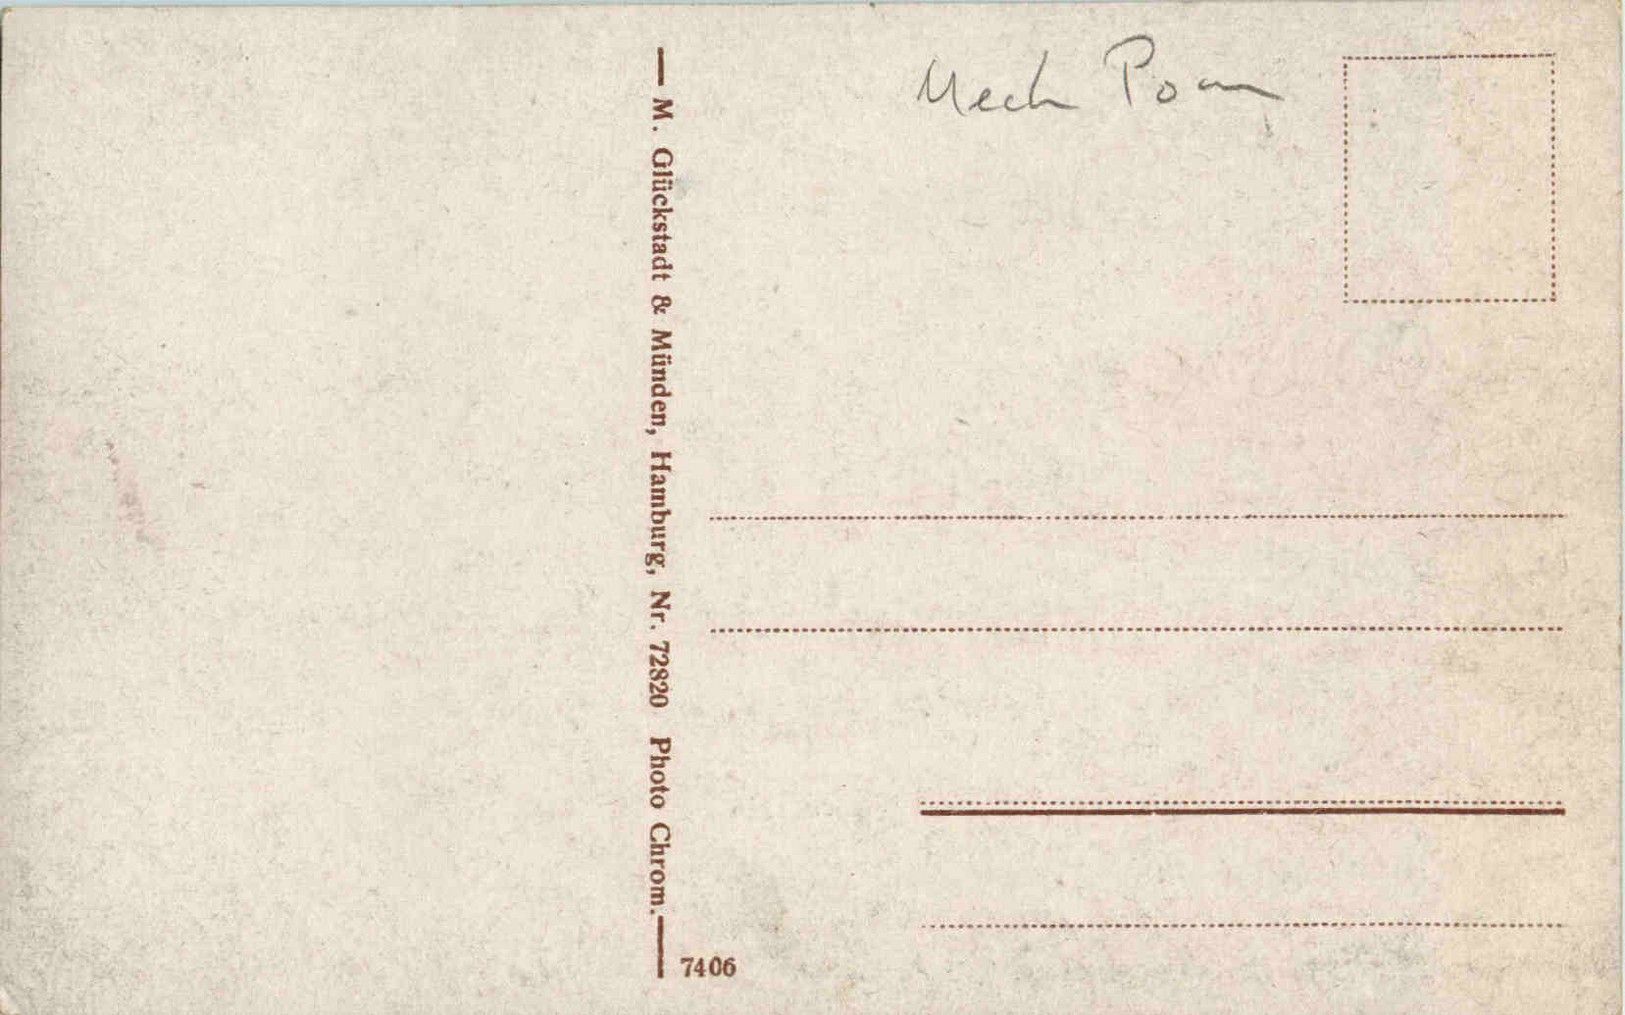 Meck Pom
M. Glückstadt & Münden, Hamburg, Nr. 72820 Photo Chrom.
7406